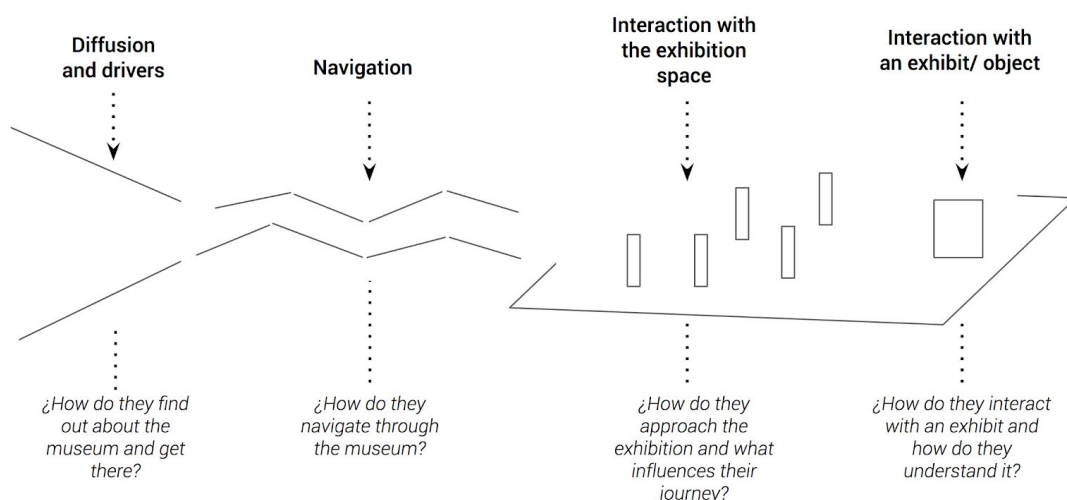 Diffusion
and drivers
Navigation
Interaction with
the exhibition
space
Interaction with
an exhibit/ object
¿How do they find
out about the
museum and get
there?
¿How do they
navigate through
the museum?
¿How do they
approach the
exhibition and what
influences their
journey?
¿How do they interact
with an exhibit and
how do they
understand it?